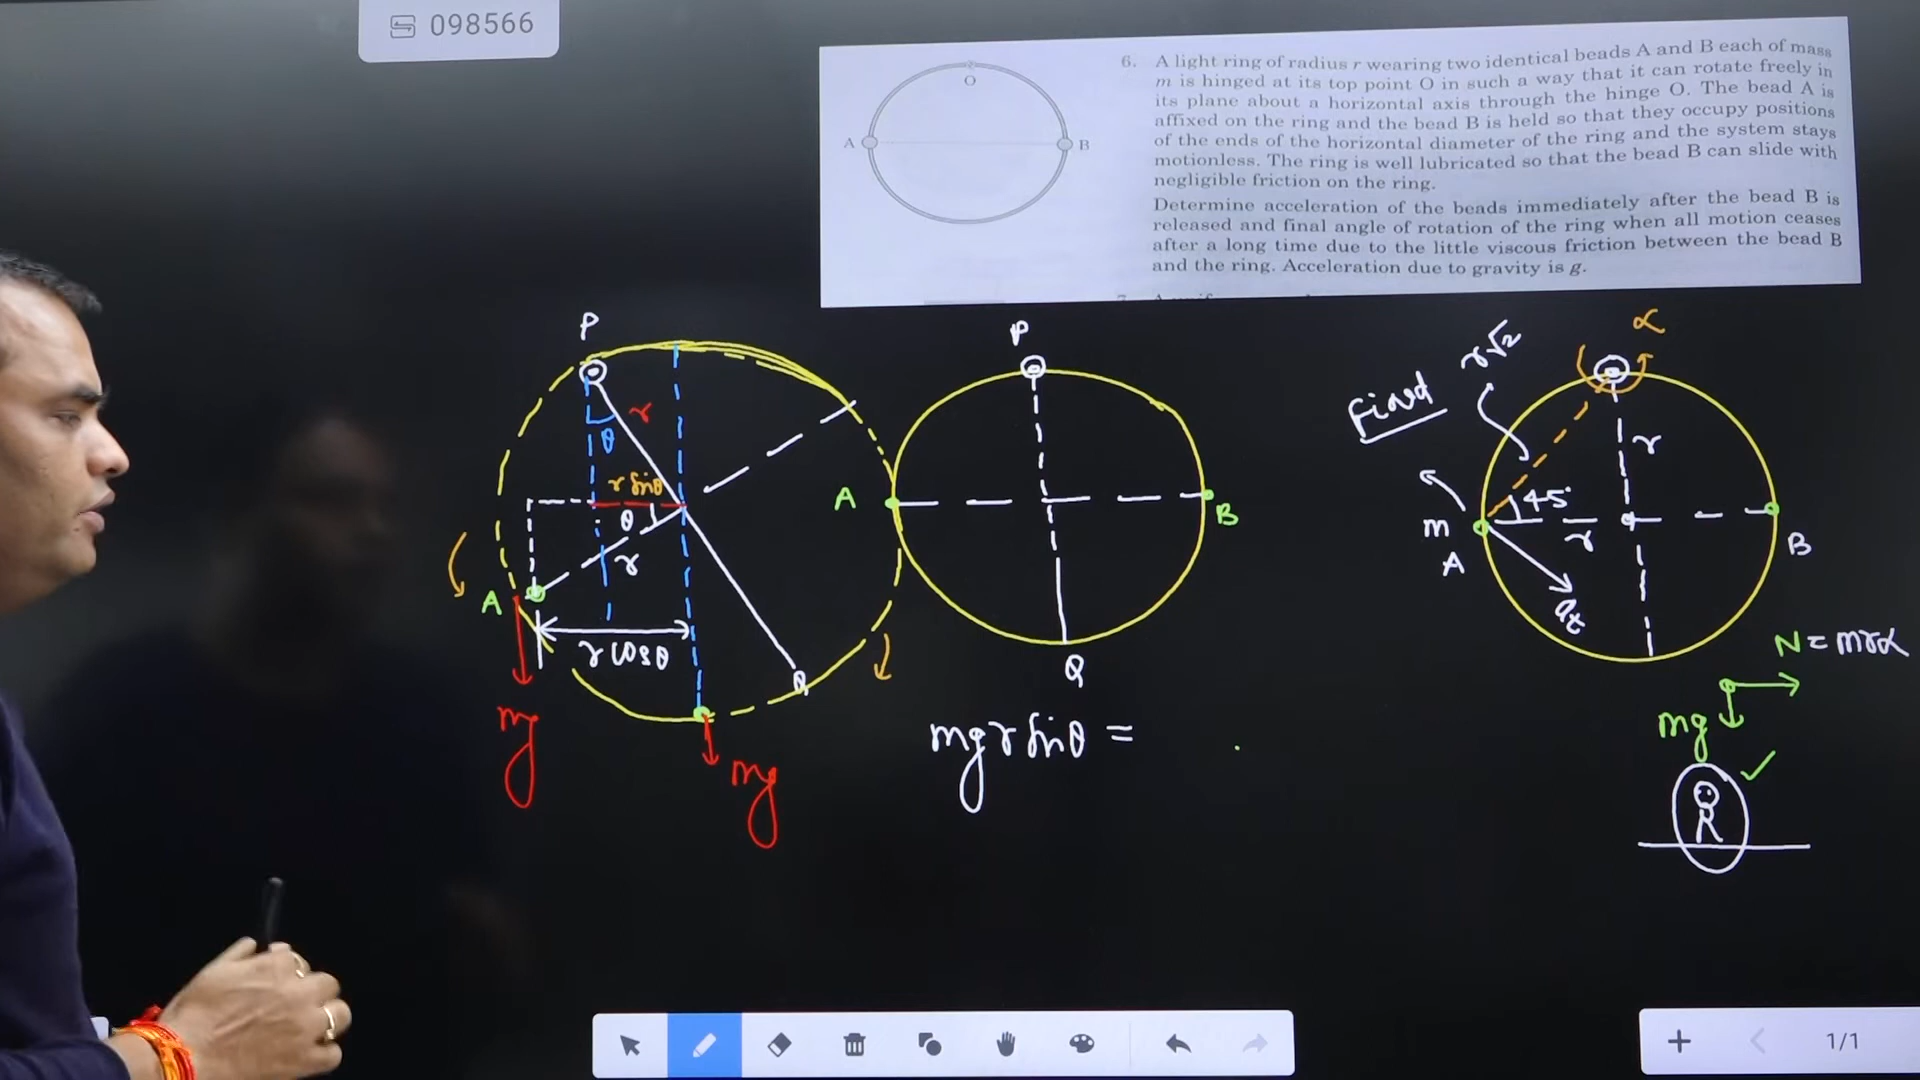 098566
O
A
B
6. A light ring of radius r wearing two identical beads A and B each of mass
m is hinged at its top point O in such a way that it can rotate freely in
its plane about a horizontal axis through the hinge O. The bead A is
affixed on the ring and the bead B is held so that they occupy positions
of the ends of the horizontal diameter of the ring and the system stays
motionless. The ring is well lubricated so that the bead B can slide with
negligible friction on the ring.
Determine acceleration of the beads immediately after the bead B is
released and final angle of rotation of the ring when all motion ceases
after a long time due to the little viscous friction between the bead B
and the ring. Acceleration due to gravity is g.
P
r
θ
r sinθ
θ
r
A
r cosθ
Q
mg
mg
P
A
B
Q
mgr sinθ =
Fixed
r√2
α
r
45°
r
m
A
B
at
N = mrα
mg
1/1